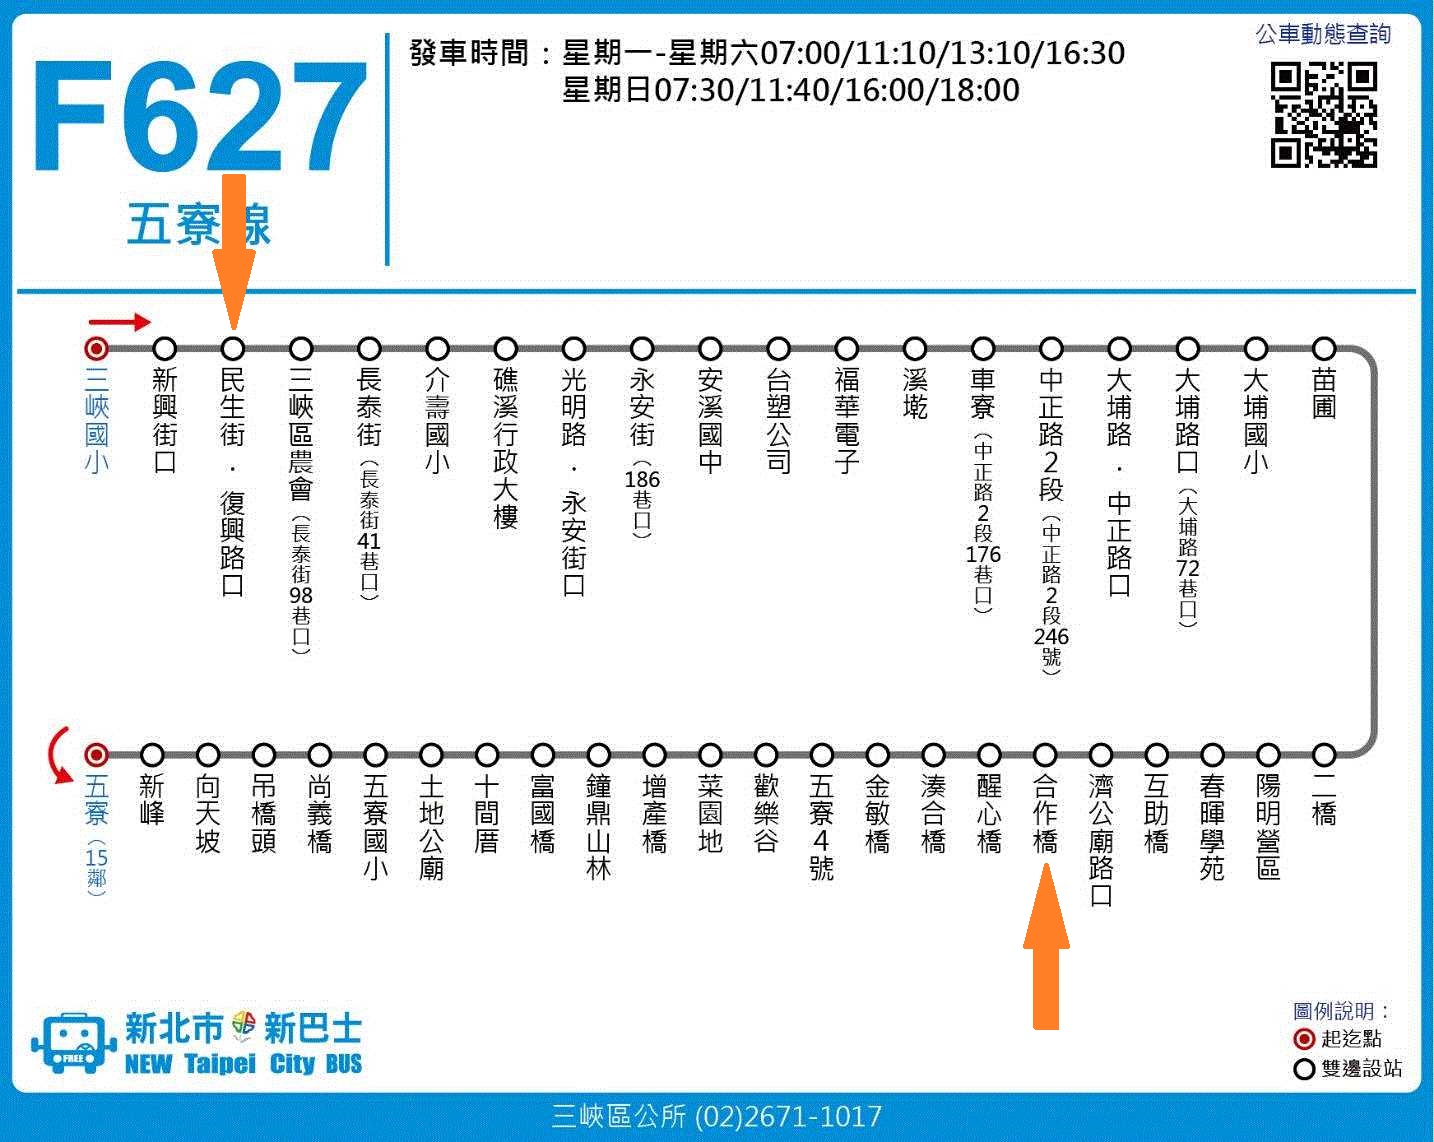 F627
五寮線
發車時間：星期一-星期六07:00/11:10/13:10/16:30
星期日07:30/11:40/16:00/18:00
公車動態查詢
三峽國小
新興街口
民生街．復興路口
三峽區農會（長泰街98巷口）
長泰街（長泰街41巷口）
介壽國小
礁溪行政大樓
光明路．永安街口
永安街（186巷口）
安溪國中
台塑公司
福華電子
溪墘
車寮（中正路2段176巷口）
中正路2段（中正路2段246號）
大埔路．中正路口
大埔路口（大埔路72巷口）
大埔國小
苗圃
五寮（15鄰）
新峰
向天坡
吊橋頭
尚義橋
五寮國小
土地公廟
十間厝
富國橋
鐘鼎山林
增產橋
菜園地
歡樂谷
五寮4號
金敏橋
湊合橋
醒心橋
合作橋
濟公廟路口
互助橋
春暉學苑
陽明營區
二橋
FREE
新北市 新巴士
NEW Taipei City BUS
圖例說明：
起迄點
雙邊設站
三峽區公所 (02)2671-1017